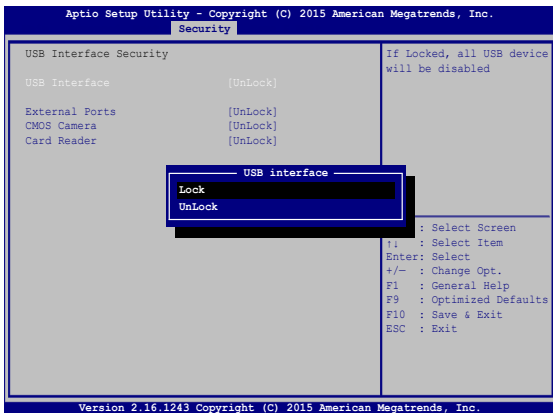 Aptio Setup Utility - Copyright (C) 2015 American Megatrends, Inc.
Security
USB Interface Security
USB Interface [UnLock]
External Ports [UnLock]
CMOS Camera [UnLock]
Card Reader [UnLock]
If Locked, all USB device
will be disabled
USB interface
Lock
UnLock
: Select Screen
↑↓ : Select Item
Enter: Select
+/— : Change Opt.
F1 : General Help
F9 : Optimized Defaults
F10 : Save & Exit
ESC : Exit
Version 2.16.1243 Copyright (C) 2015 American Megatrends, Inc.